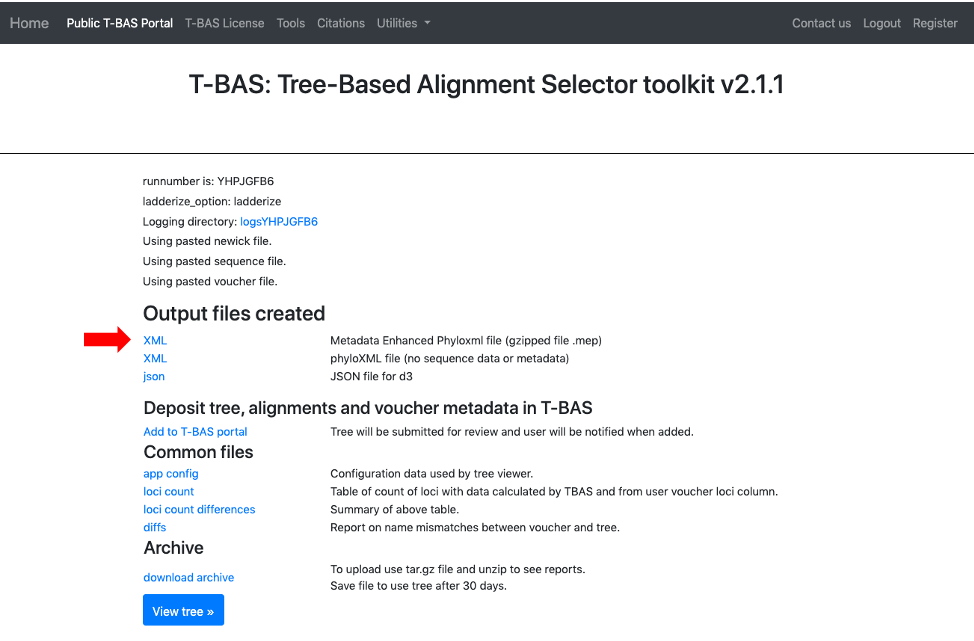 Home Public T-BAS Portal T-BAS License Tools Citations Utilities Contact us Logout Register
T-BAS: Tree-Based Alignment Selector toolkit v2.1.1
runnumber is: YHPJGFB6
ladderize_option: ladderize
Logging directory: logsYHPJGFB6
Using pasted newick file.
Using pasted sequence file.
Using pasted voucher file.
Output files created
XML Metadata Enhanced Phyloxml file (gzipped file .mep)
XML phyloXML file (no sequence data or metadata)
json JSON file for d3
Deposit tree, alignments and voucher metadata in T-BAS
Add to T-BAS portal Tree will be submitted for review and user will be notified when added.
Common files
app config Configuration data used by tree viewer.
loci count Table of count of loci with data calculated by TBAS and from user voucher loci column.
loci count differences Summary of above table.
diffs Report on name mismatches between voucher and tree.
Archive
download archive To upload use tar.gz file and unzip to see reports.
Save file to use tree after 30 days.
View tree »